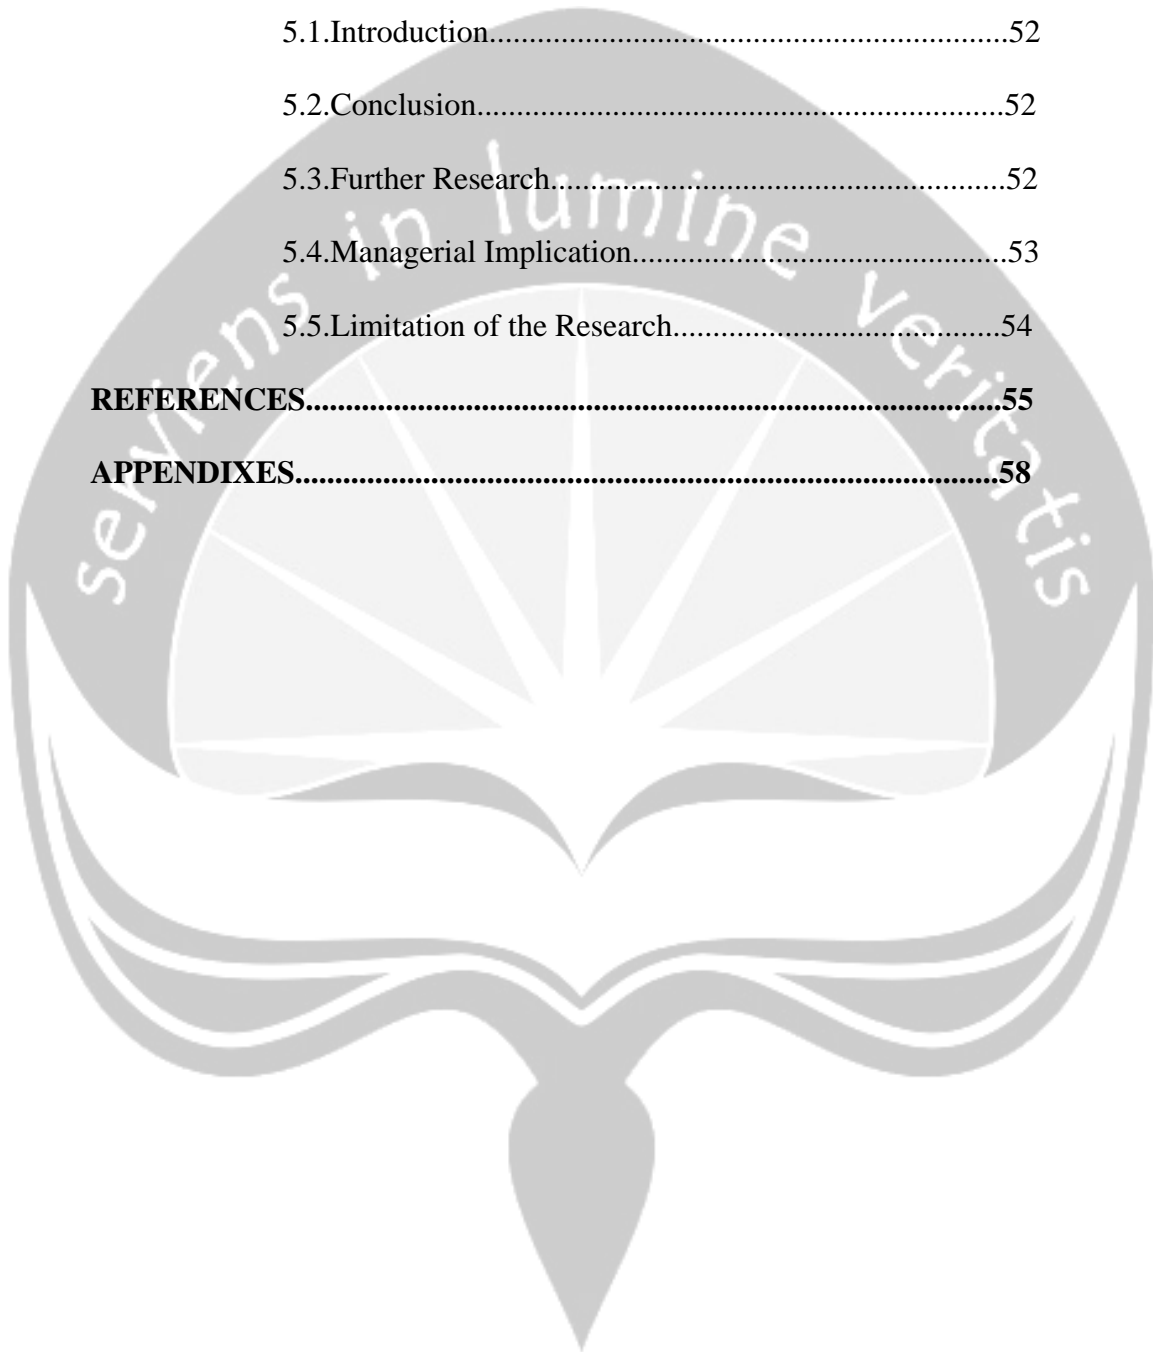 5.1.Introduction..................................................................52
5.2.Conclusion...................................................................52
5.3.Further Research..........................................................52
5.4.Managerial Implication................................................53
5.5.Limitation of the Research..........................................54
REFERENCES.........................................................................................55
APPENDIXES..........................................................................................58
serviens in lumine veritatis